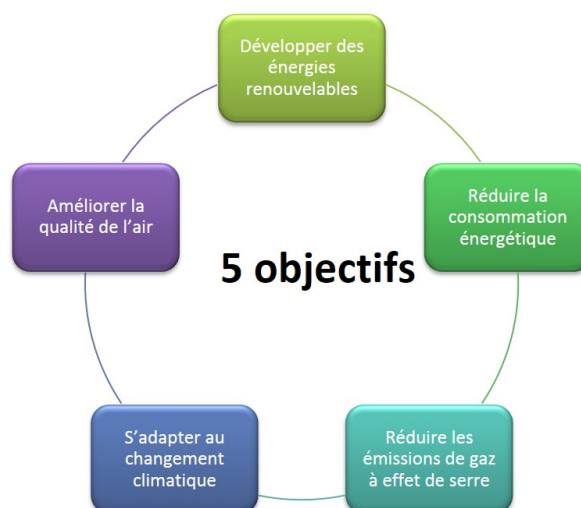 Développer des
énergies
renouvelables
Réduire la
consommation
énergétique
Réduire les
émissions de gaz
à effet de serre
S’adapter au
changement
climatique
Améliorer la
qualité de l’air
5 objectifs